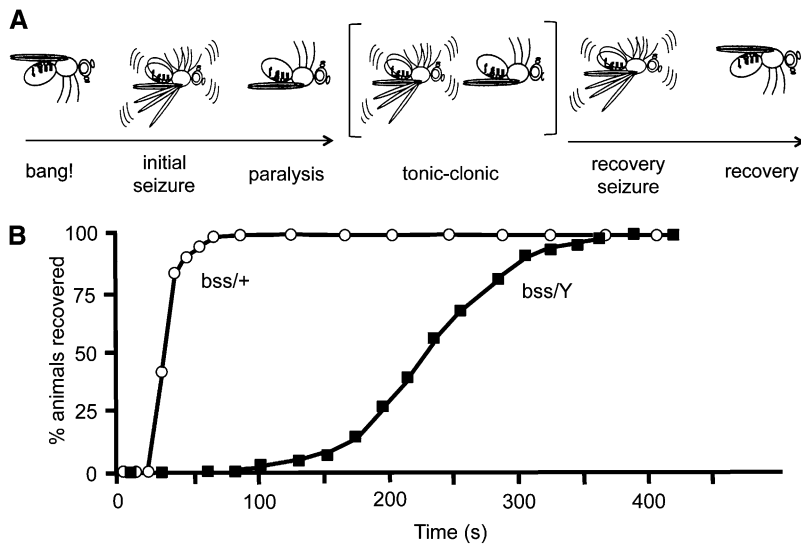 A
bang!
initial
seizure
paralysis
tonic-clonic
recovery
seizure
recovery
B
% animals recovered
100
75
50
25
0
bss/+
bss/Y
0
100
200
300
400
Time (s)